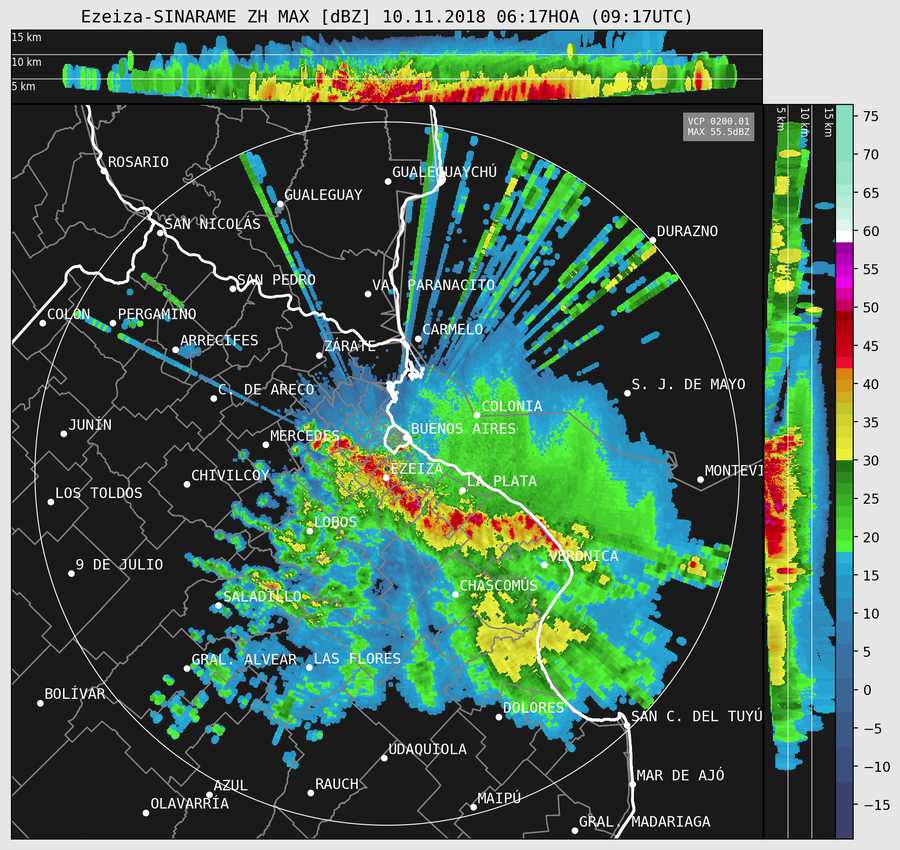 Ezeiza-SINARAME ZH MAX [dBZ] 10.11.2018 06:17HOA (09:17UTC)
15 km
10 km
5 km
VCP 0200.01
MAX 55.5dBZ
5 km
10 km
15 km
75
70
65
60
55
50
45
40
35
30
25
20
15
10
5
0
−5
−10
−15
ROSARIO
GUALEGUAYCHÚ
GUALEGUAY
SAN NICOLÁS
DURAZNO
SAN PEDRO
VA. PARANACITO
COLÓN
PERGAMINO
CARMELO
ARRECIFES
ZÁRATE
S. J. DE MAYO
C. DE ARECO
COLONIA
JUNÍN
BUENOS AIRES
MERCEDES
EZEIZA
MONTEVI
CHIVILCOY
LA PLATA
LOS TOLDOS
LOBOS
VERÓNICA
9 DE JULIO
CHASCOMÚS
SALADILLO
GRAL. ALVEAR
LAS FLORES
BOLÍVAR
DOLORES
SAN C. DEL TUYÚ
UDAQUIOLA
MAR DE AJÓ
AZUL
RAUCH
OLAVARRÍA
MAIPÚ
GRAL. MADARIAGA